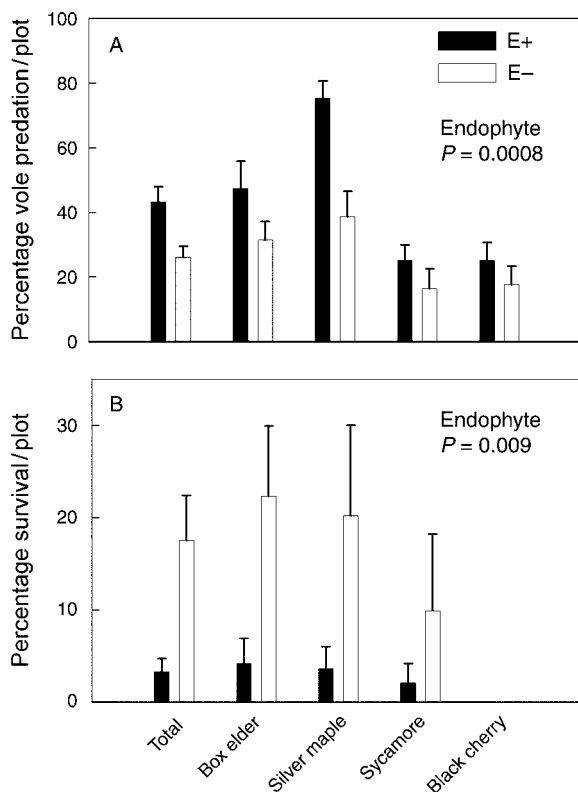 Percentage vole predation/plot
100
80
60
40
20
0
A
E+
E−
Endophyte
P = 0.0008
Percentage survival/plot
30
20
10
0
B
Endophyte
P = 0.009
Total
Box elder
Silver maple
Sycamore
Black cherry